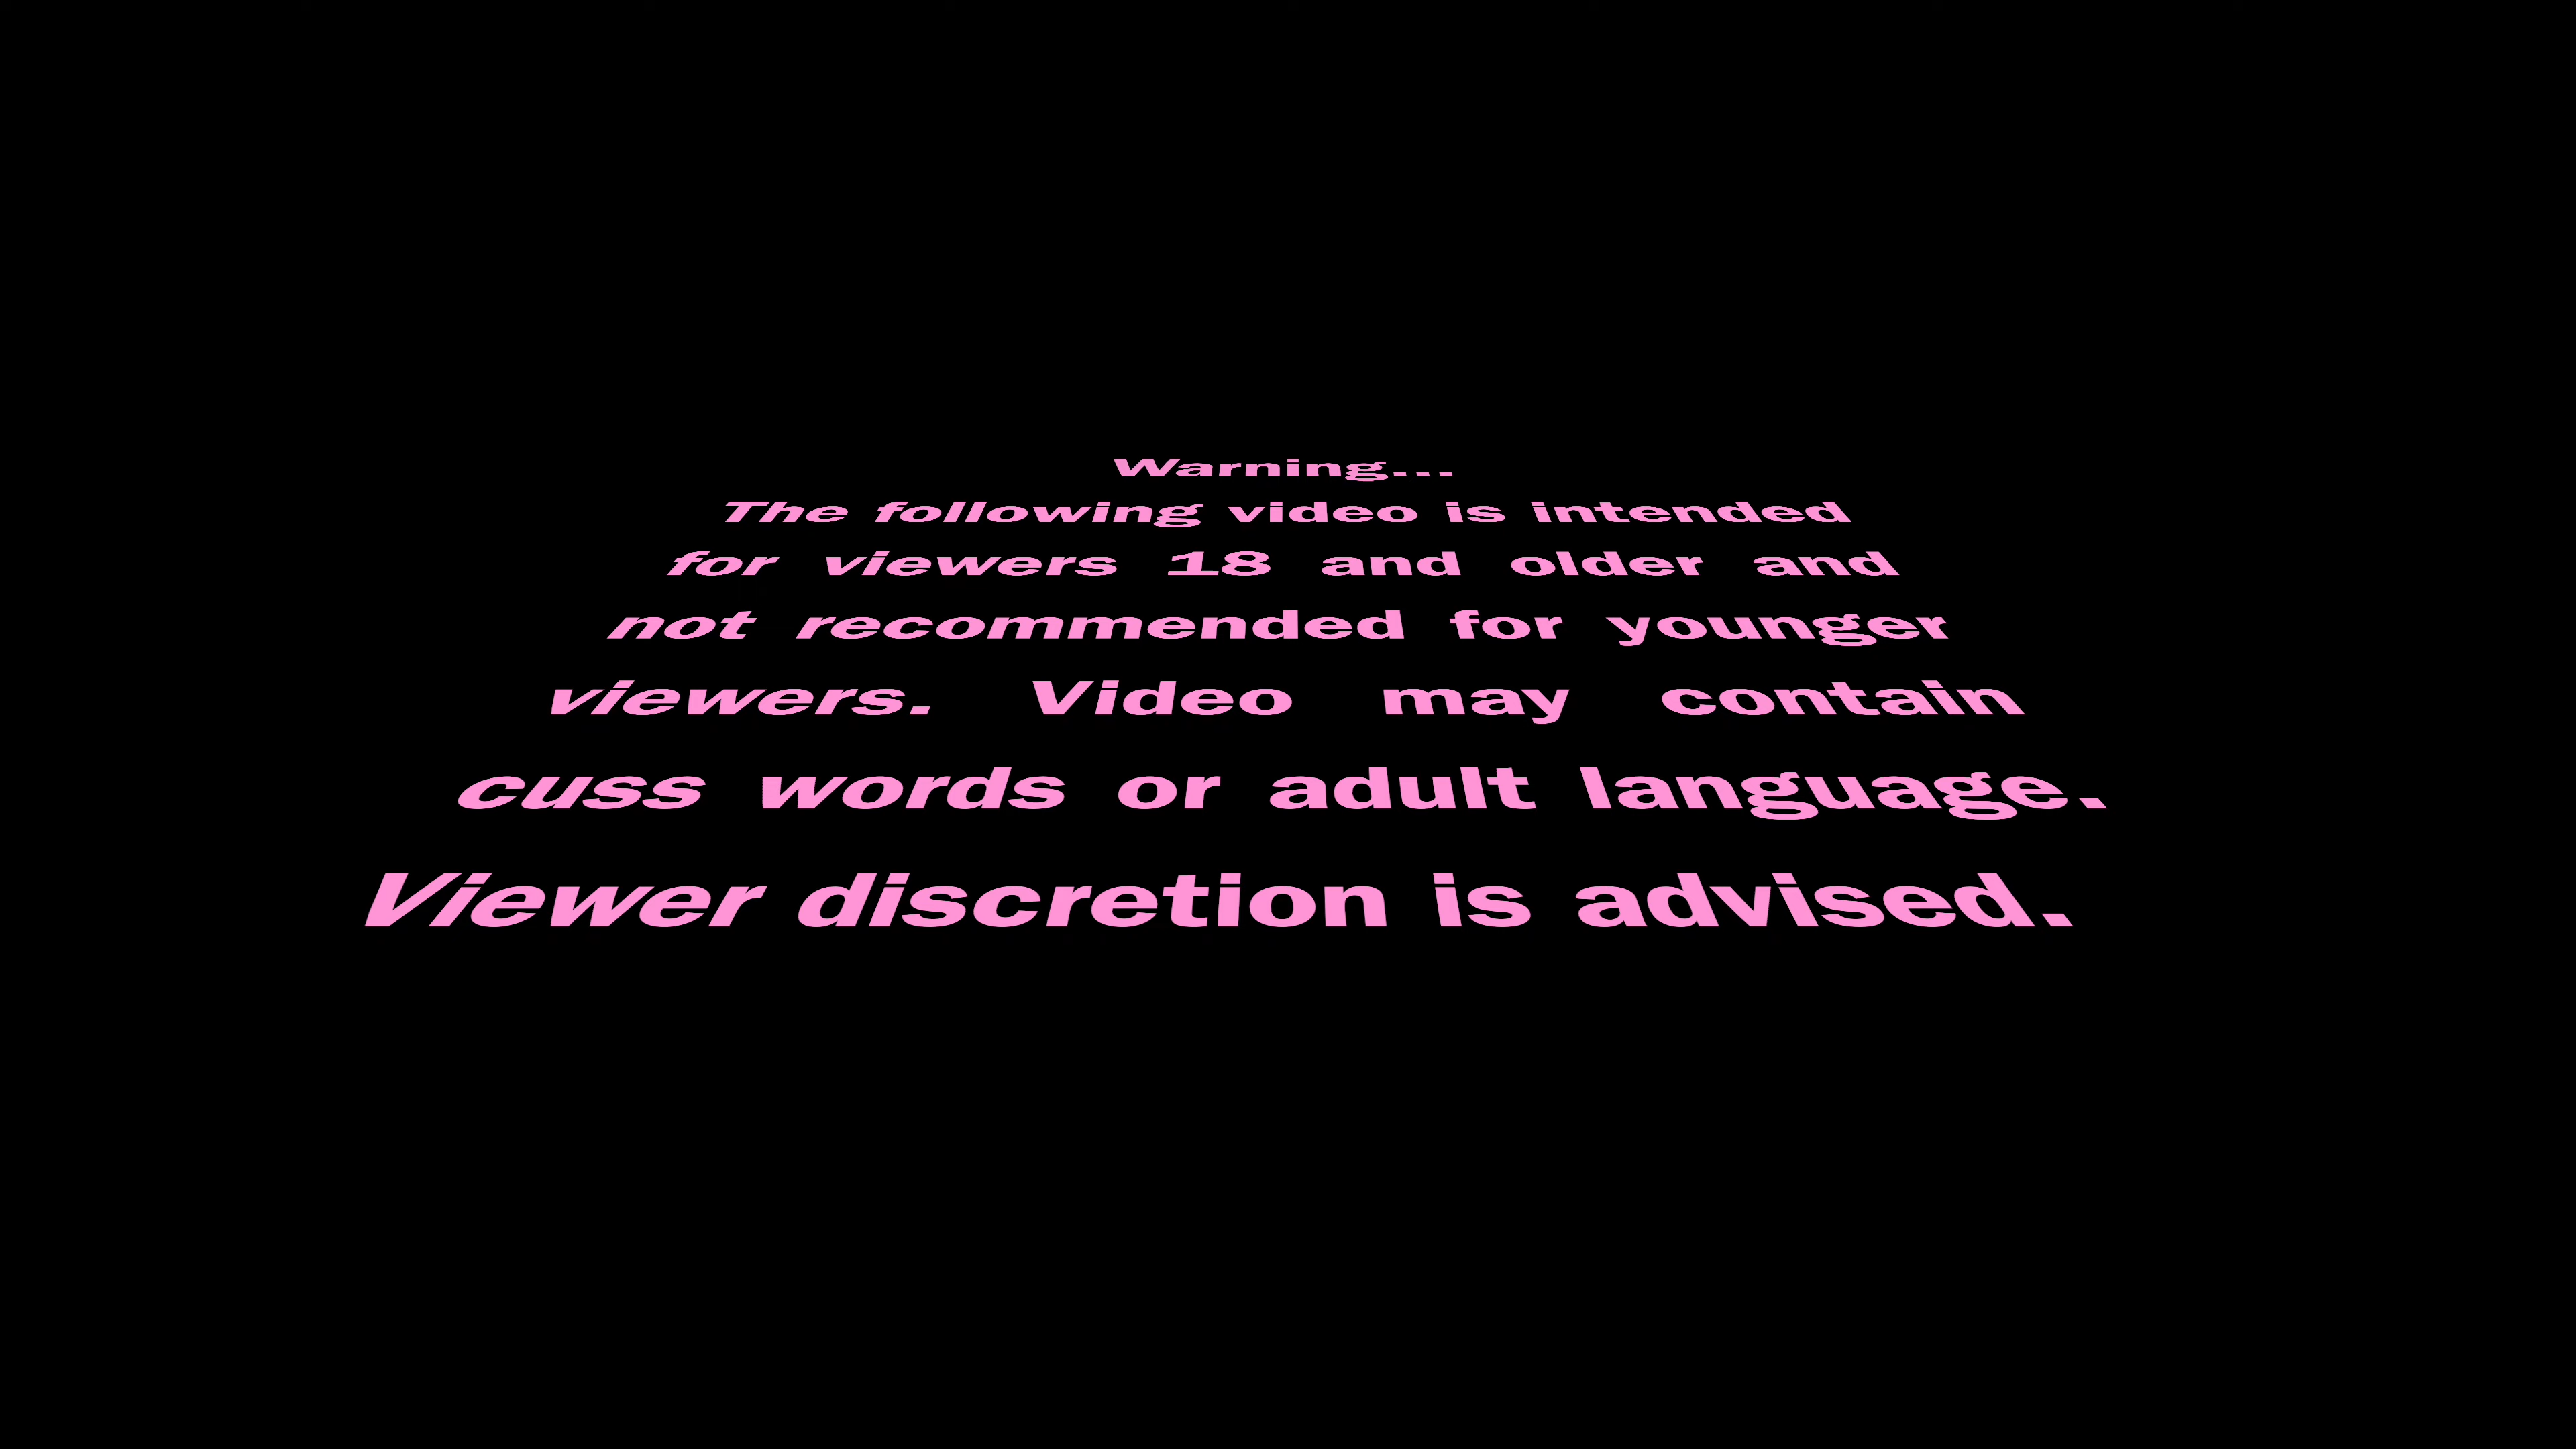 Warning...
The following video is intended
for viewers 18 and older and
not recommended for younger
viewers. Video may contain
cuss words or adult language.
Viewer discretion is advised.